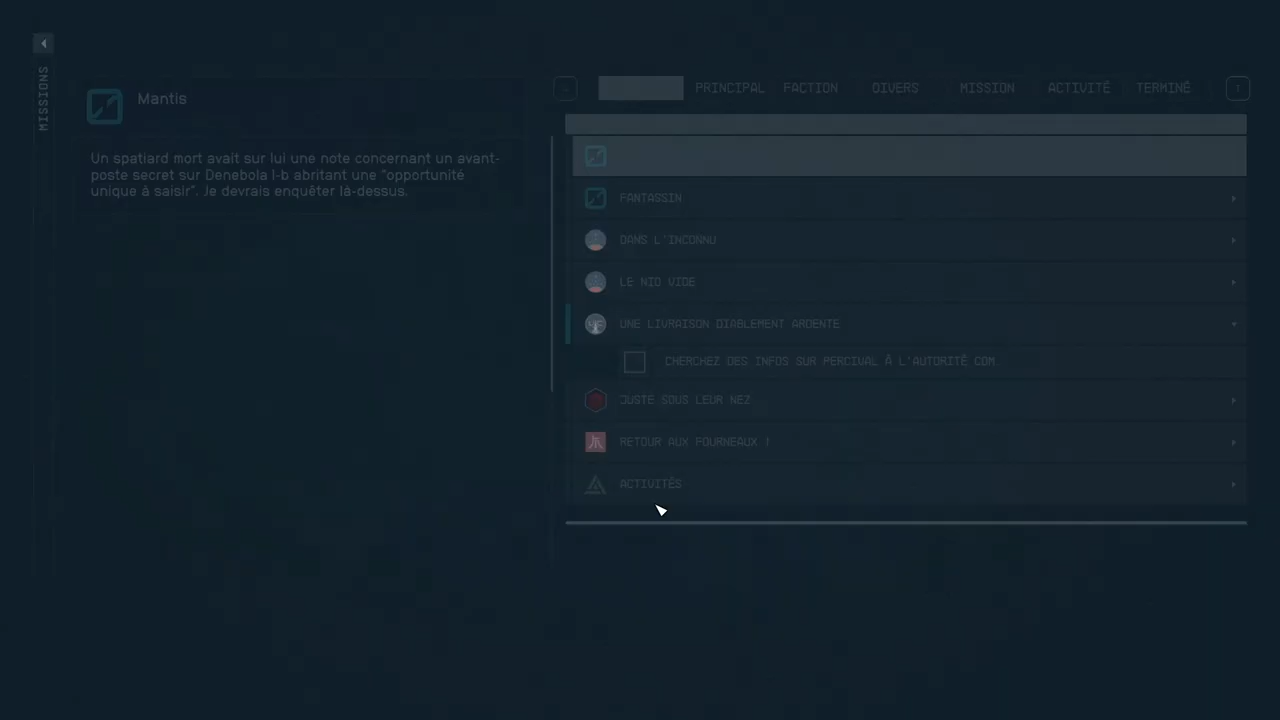 MISSIONS
Mantis
Un spatiard mort avait sur lui une note concernant un avant-
poste secret sur Denebola I-b abritant une "opportunité
unique à saisir". Je devrais enquêter là-dessus.
PRINCIPAL FACTION DIVERS MISSION ACTIVITÉ TERMINÉ
FANTASSIN
DANS L'INCONNU
LE NID VIDE
UNE LIVRAISON DIABLEMENT ARDENTE
CHERCHEZ DES INFOS SUR PERCIVAL À L'AUTORITÉ COM.
JUSTE SOUS LEUR NEZ
RETOUR AUX FOURNEAUX !
ACTIVITÉS